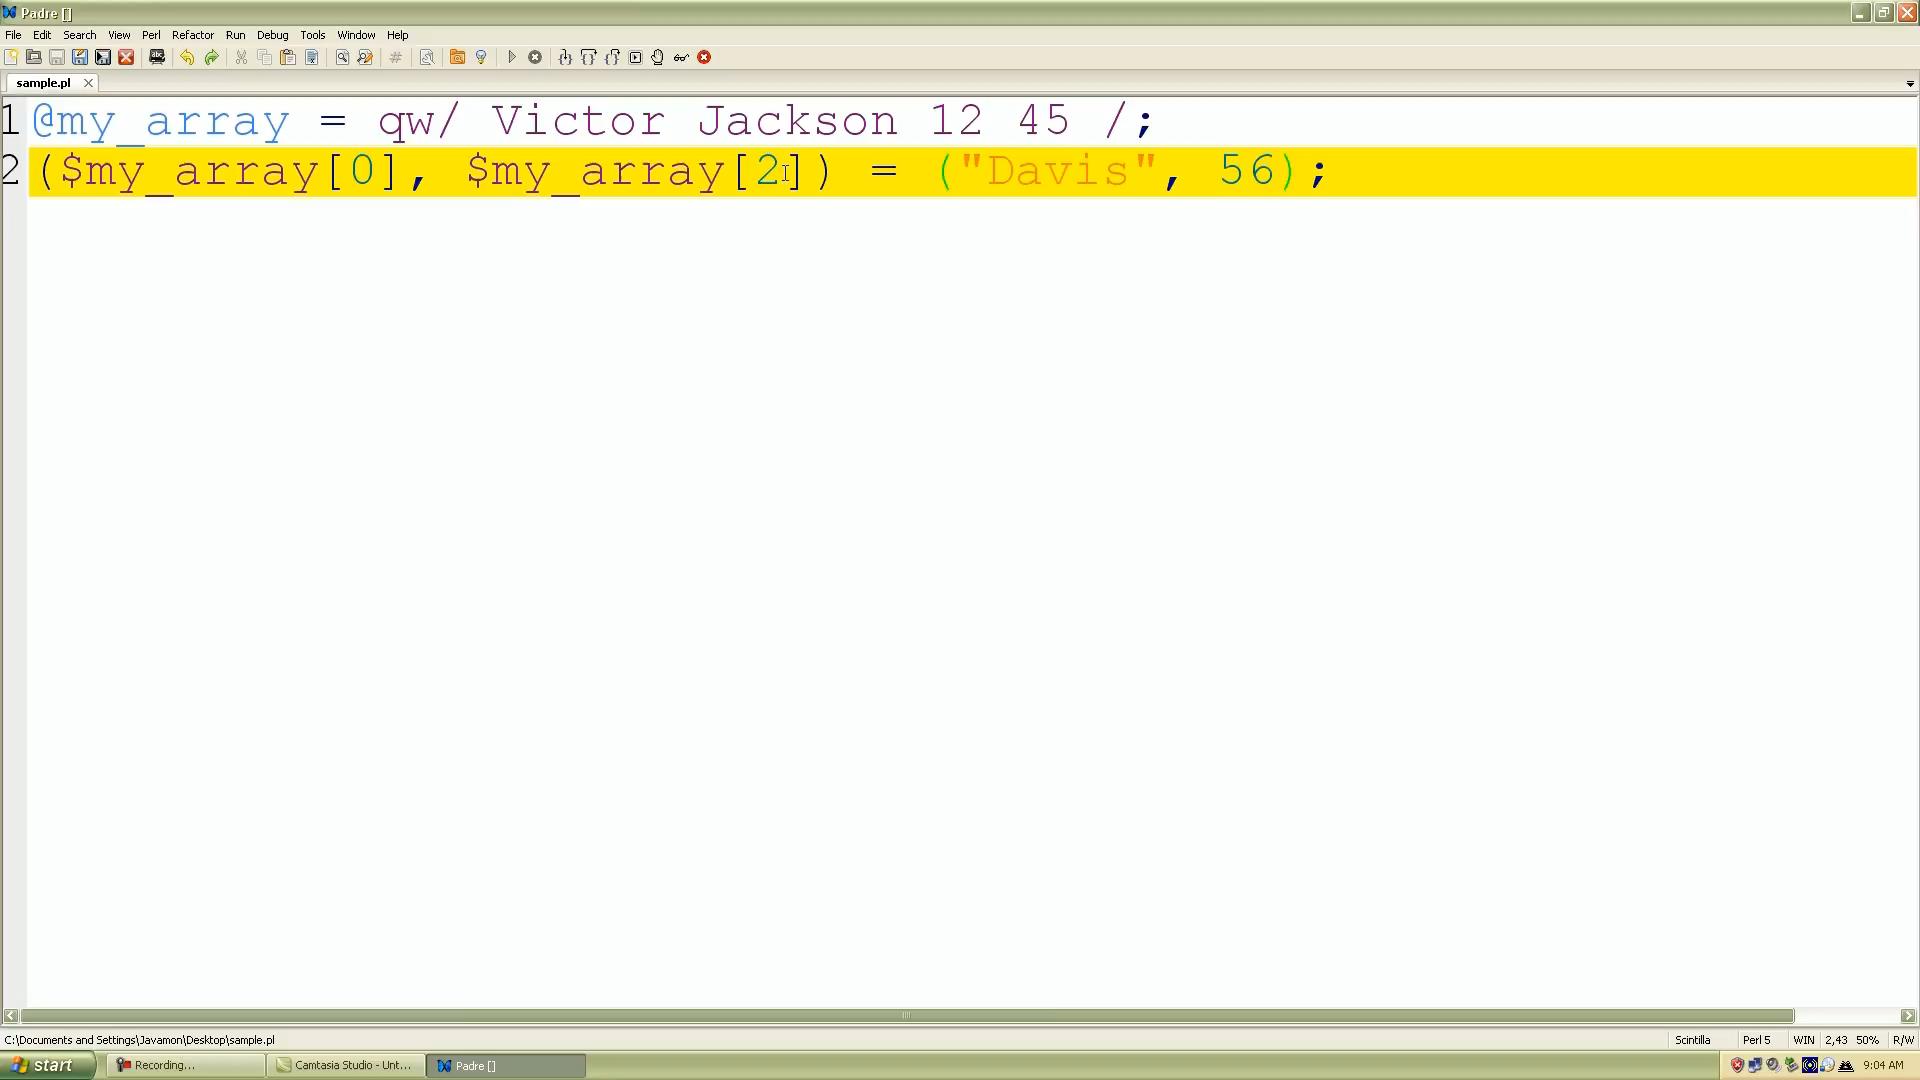 Padre []
File Edit Search View Perl Refactor Run Debug Tools Window Help
sample.pl
1 @my_array = qw/ Victor Jackson 12 45 /;
2 ($my_array[0], $my_array[2]) = ("Davis", 56);
C:\Documents and Settings\Javamon\Desktop\sample.pl Scintilla Perl 5 WIN 2,43 50% R/W
start Recording... Camtasia Studio - Unt... Padre [] 9:04 AM